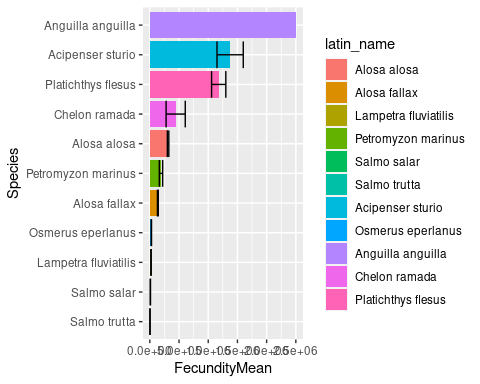 Anguilla anguilla
Acipenser sturio
Platichthys flesus
Chelon ramada
Alosa alosa
Petromyzon marinus
Alosa fallax
Osmerus eperlanus
Lampetra fluviatilis
Salmo salar
Salmo trutta
Species
FecundityMean
latin_name
Alosa alosa
Alosa fallax
Lampetra fluviatilis
Petromyzon marinus
Salmo salar
Salmo trutta
Acipenser sturio
Osmerus eperlanus
Anguilla anguilla
Chelon ramada
Platichthys flesus